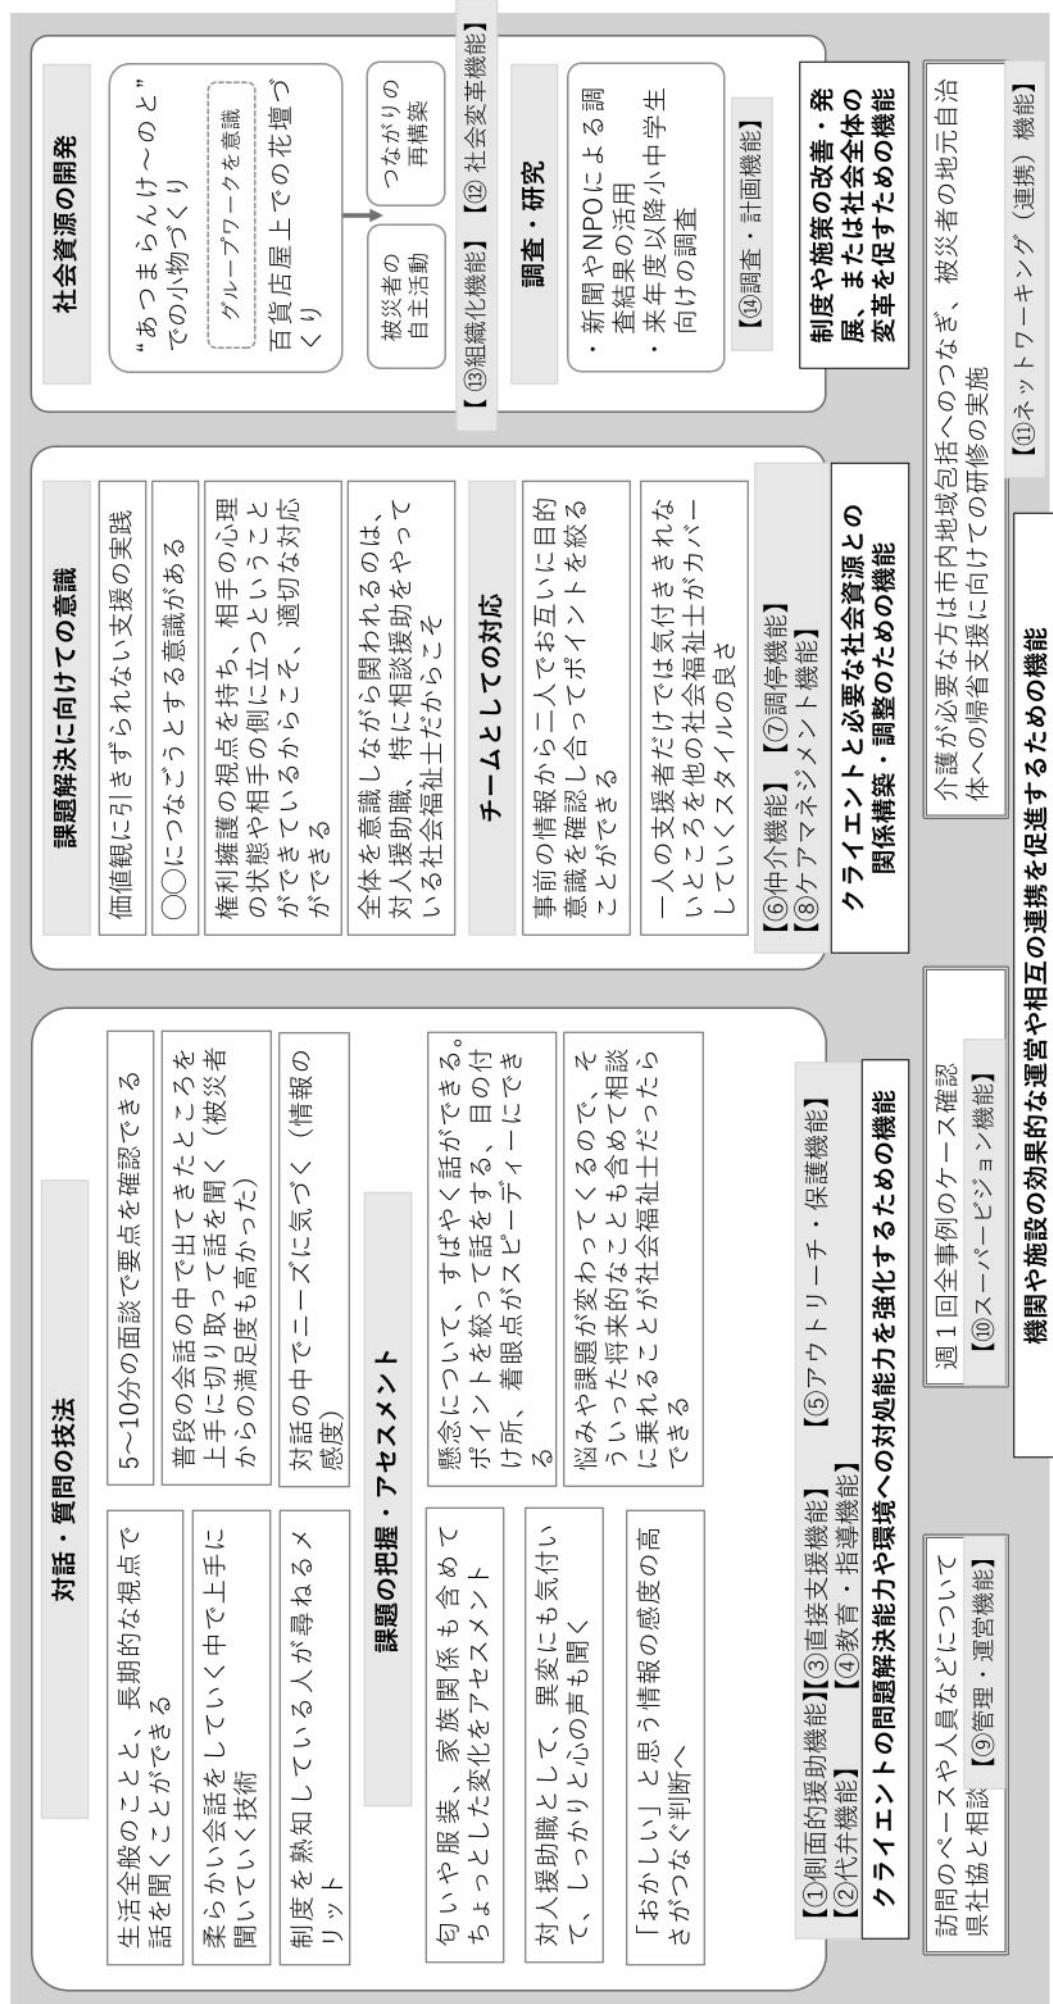 対話・質問の技法
生活全般のことと、長期的な視点で
話を聞くことができる
柔らかい会話をしていく中で上手に
聞いていく技術
制度を熟知している人が尋ねるメ
リット
5～10分の面談で要点を確認できる
普段の会話の中で出てきたところを
上手に切り取って話を聞く（被災者
からの満足度も高かった）
対話の中でニーズに気づく（情報の
感度）
課題の把握・アセスメント
匂いや服装、家族関係も含めて
ちょっとした変化をアセスメント
対人援助職として、異変にも気付い
て、しっかりと心の声も聞く
「おかしい」と思う情報の感度の高
さがつなぐ判断へ
懸念について、すばやく話ができる。
ポイントを絞って話をする、目の付
け所、着眼点がスピーディーにでき
る
悩みや課題が変わってくるので、そ
ういった将来的なことも含めて相談
に乗れることが社会福祉士だったら
できる
【①側面的援助機能】【③直接支援機能】　【⑤アウトリーチ・保護機能】
【②代弁機能】　【④教育・指導機能】
クライエントの問題解決能力や環境への対処能力を強化するための機能
課題解決に向けての意識
価値観に引きずられない支援の実践
〇〇につなごうとする意識がある
権利擁護の視点を持ち、相手の心理
の状態や相手の側に立つということ
ができているからこそ、適切な対応
ができる
全体を意識しながら関われるのは、
対人援助職、特に相談援助をやって
いる社会福祉士だからこそ
チームとしての対応
事前の情報から二人でお互いに目的
意識を確認し合ってポイントを絞る
ことができる
一人の支援者だけでは気付ききれな
いところを他の社会福祉士がカバー
していくスタイルの良さ
【⑥仲介機能】　【⑦調停機能】
【⑧ケアマネジメント機能】
クライエントと必要な社会資源との
関係構築・調整のための機能
社会資源の開発
“あつまらんけ～のと”
での小物づくり
グループワークを意識
百貨店屋上での花壇づ
くり
被災者の
自主活動
つながりの
再構築
【⑬組織化機能】【⑫ 社会変革機能】
調査・研究
・新聞やNPOによる調
査結果の活用
・来年度以降小中学生
向けの調査
【⑭調査・計画機能】
制度や施策の改善・発
展、または社会全体の
変革を促すための機能
訪問のペースや人員などについて
県社協と相談
【⑨管理・運営機能】
週１回全事例のケース確認
【⑩スーパービジョン機能】
介護が必要な方は市内地域包括へのつなぎ、被災者の地元自治
体への帰省支援に向けての研修の実施
【⑪ネットワーキング（連携）機能】
機関や施設の効果的な運営や相互の連携を促進するための機能